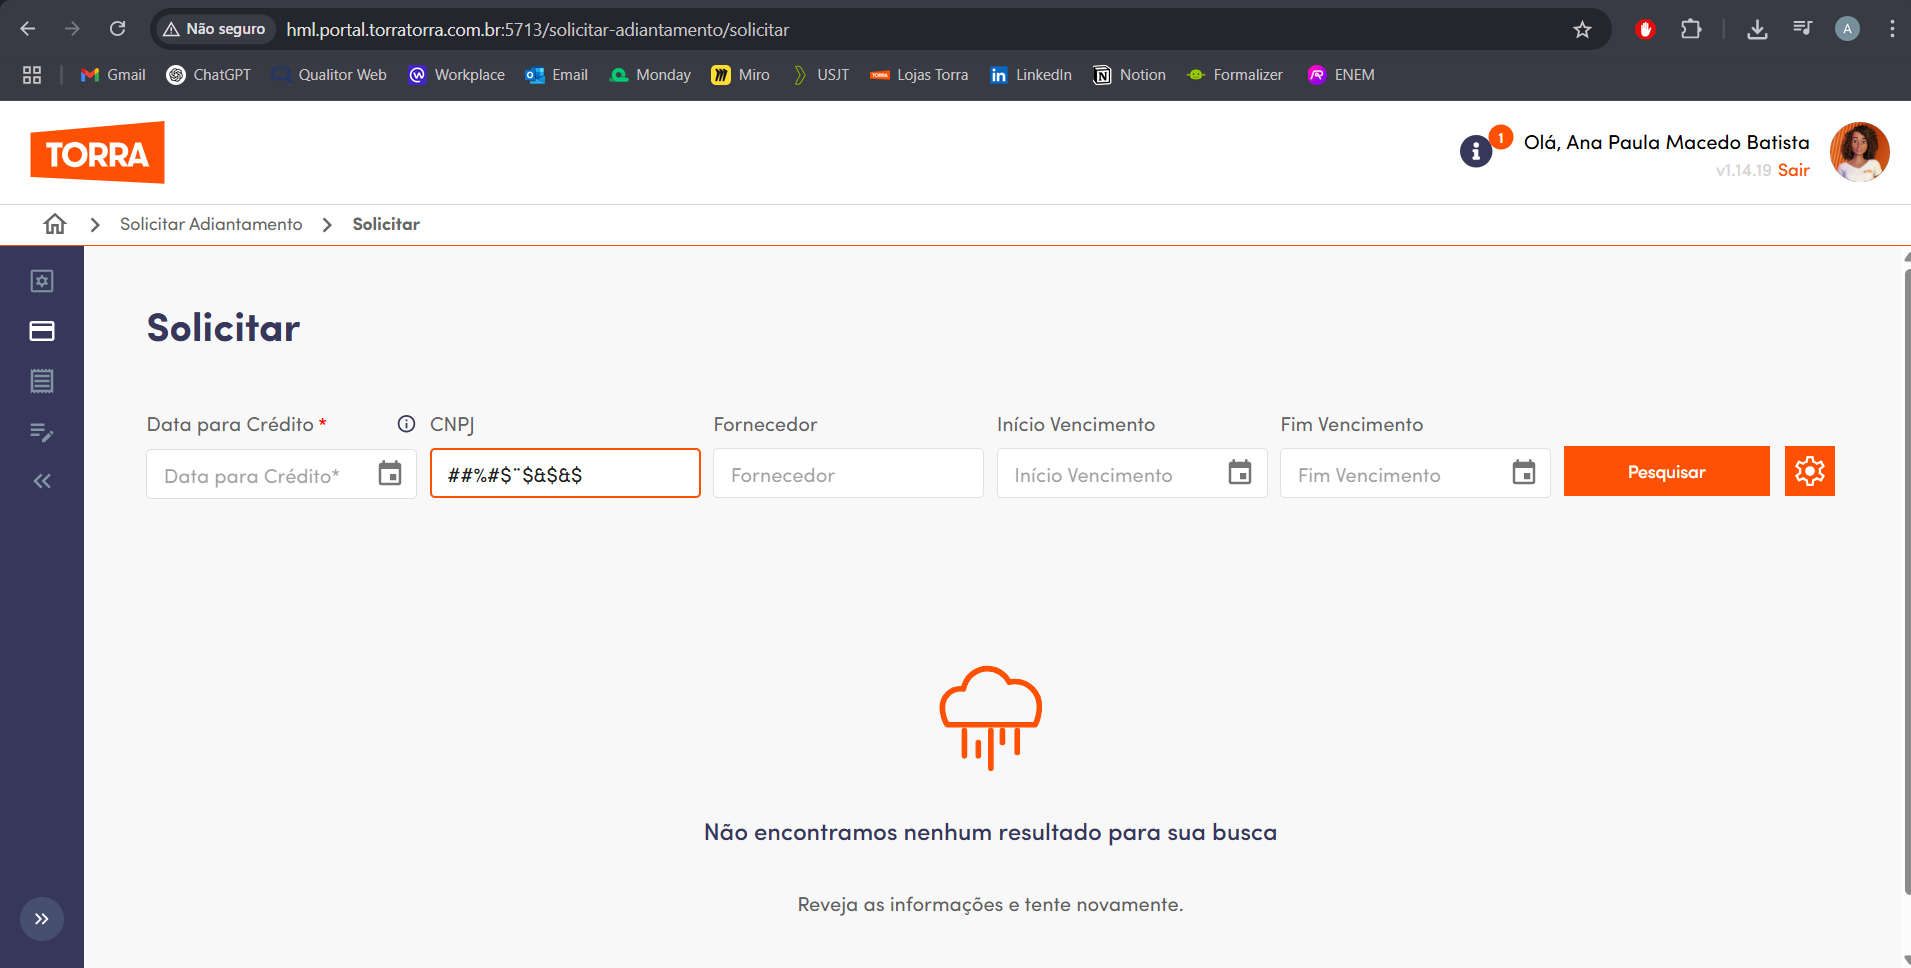 Não seguro
hml.portal.torratorra.com.br:5713/solicitar-adiantamento/solicitar
A
Gmail
ChatGPT
Qualitor Web
Workplace
Email
Monday
Miro
USJT
Lojas Torra
LinkedIn
Notion
Formalizer
ENEM
TORRA
1
Olá, Ana Paula Macedo Batista
v1.14.19 Sair
Solicitar Adiantamento
Solicitar
Solicitar
Data para Crédito *
CNPJ
Fornecedor
Início Vencimento
Fim Vencimento
Data para Crédito*
##%#$¨$&$&$
Fornecedor
Início Vencimento
Fim Vencimento
Pesquisar
Não encontramos nenhum resultado para sua busca
Reveja as informações e tente novamente.